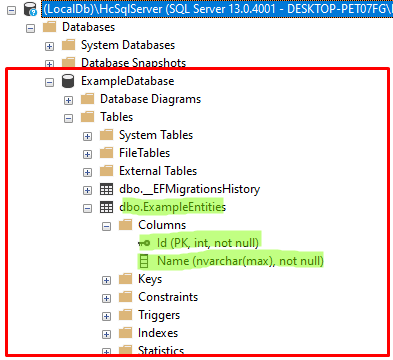 (LocalDb)\HcSqlServer (SQL Server 13.0.4001 - DESKTOP-PET07FG\
Databases
System Databases
Database Snapshots
ExampleDatabase
Database Diagrams
Tables
System Tables
FileTables
External Tables
dbo.__EFMigrationsHistory
dbo.ExampleEntities
Columns
Id (PK, int, not null)
Name (nvarchar(max), not null)
Keys
Constraints
Triggers
Indexes
Statistics